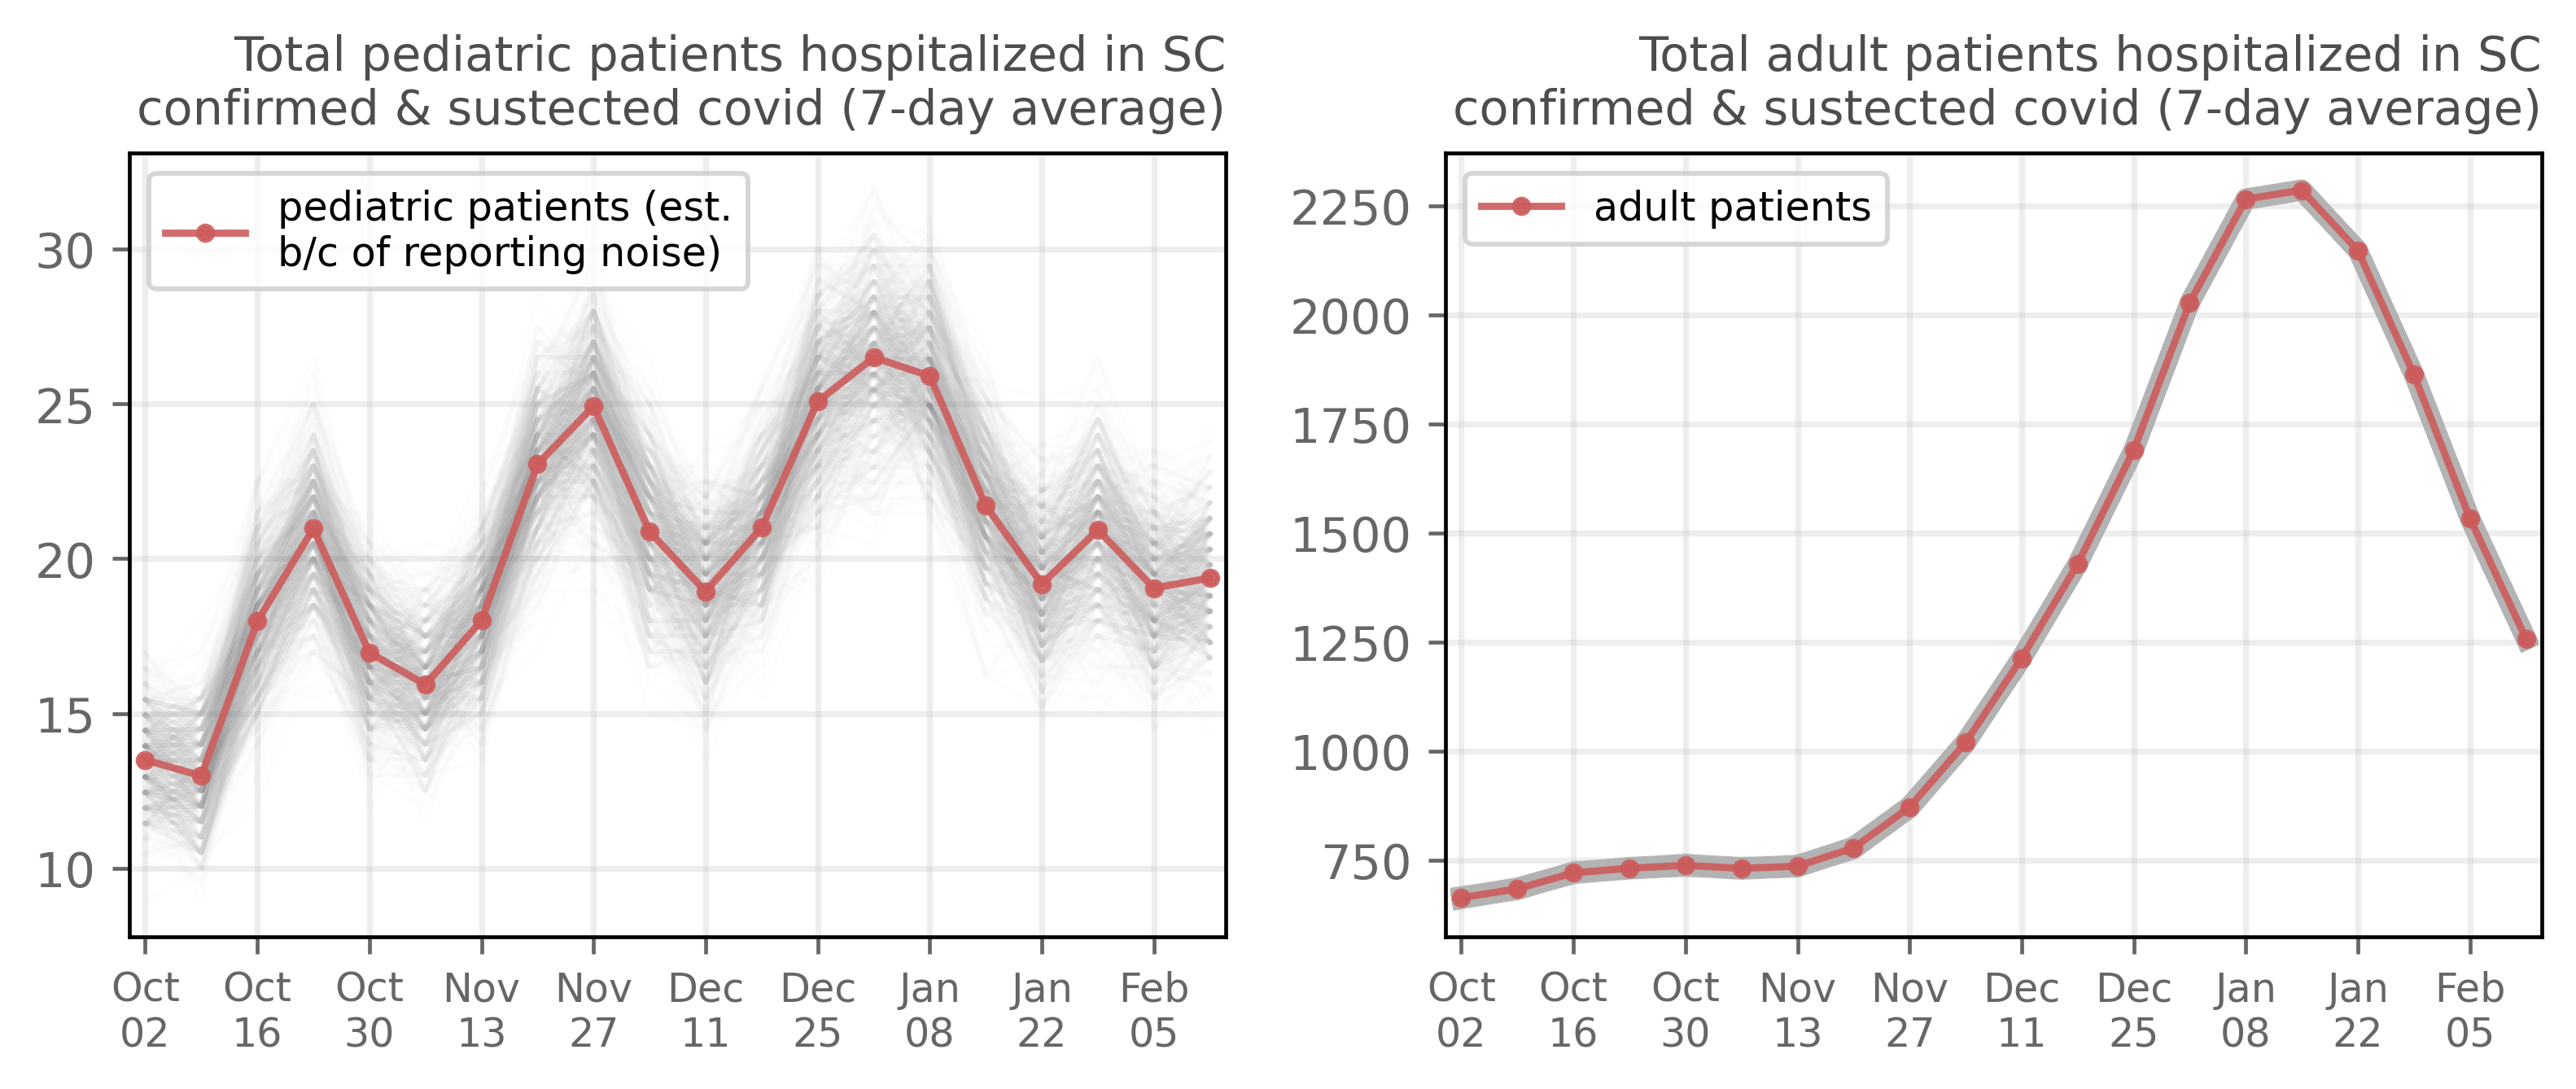 Total pediatric patients hospitalized in SC
confirmed & sustected covid (7-day average)
pediatric patients (est.
b/c of reporting noise)
30
25
20
15
10
Oct Oct Oct Nov Nov Dec Dec Jan Jan Feb
02 16 30 13 27 11 25 08 22 05
Total adult patients hospitalized in SC
confirmed & sustected covid (7-day average)
adult patients
2250
2000
1750
1500
1250
1000
750
Oct Oct Oct Nov Nov Dec Dec Jan Jan Feb
02 16 30 13 27 11 25 08 22 05